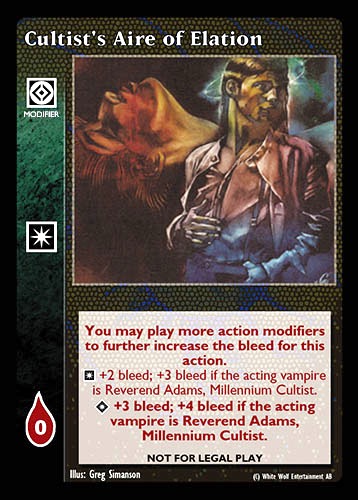 Cultist's Aire of Elation
MODIFIER
You may play more action modifiers
to further increase the bleed for this
action.
+2 bleed; +3 bleed if the acting vampire
is Reverend Adams, Millennium Cultist.
+3 bleed; +4 bleed if the acting
vampire is Reverend Adams,
Millennium Cultist.
NOT FOR LEGAL PLAY
0
Illus: Greg Simanson
(C) White Wolf Entertainment AB